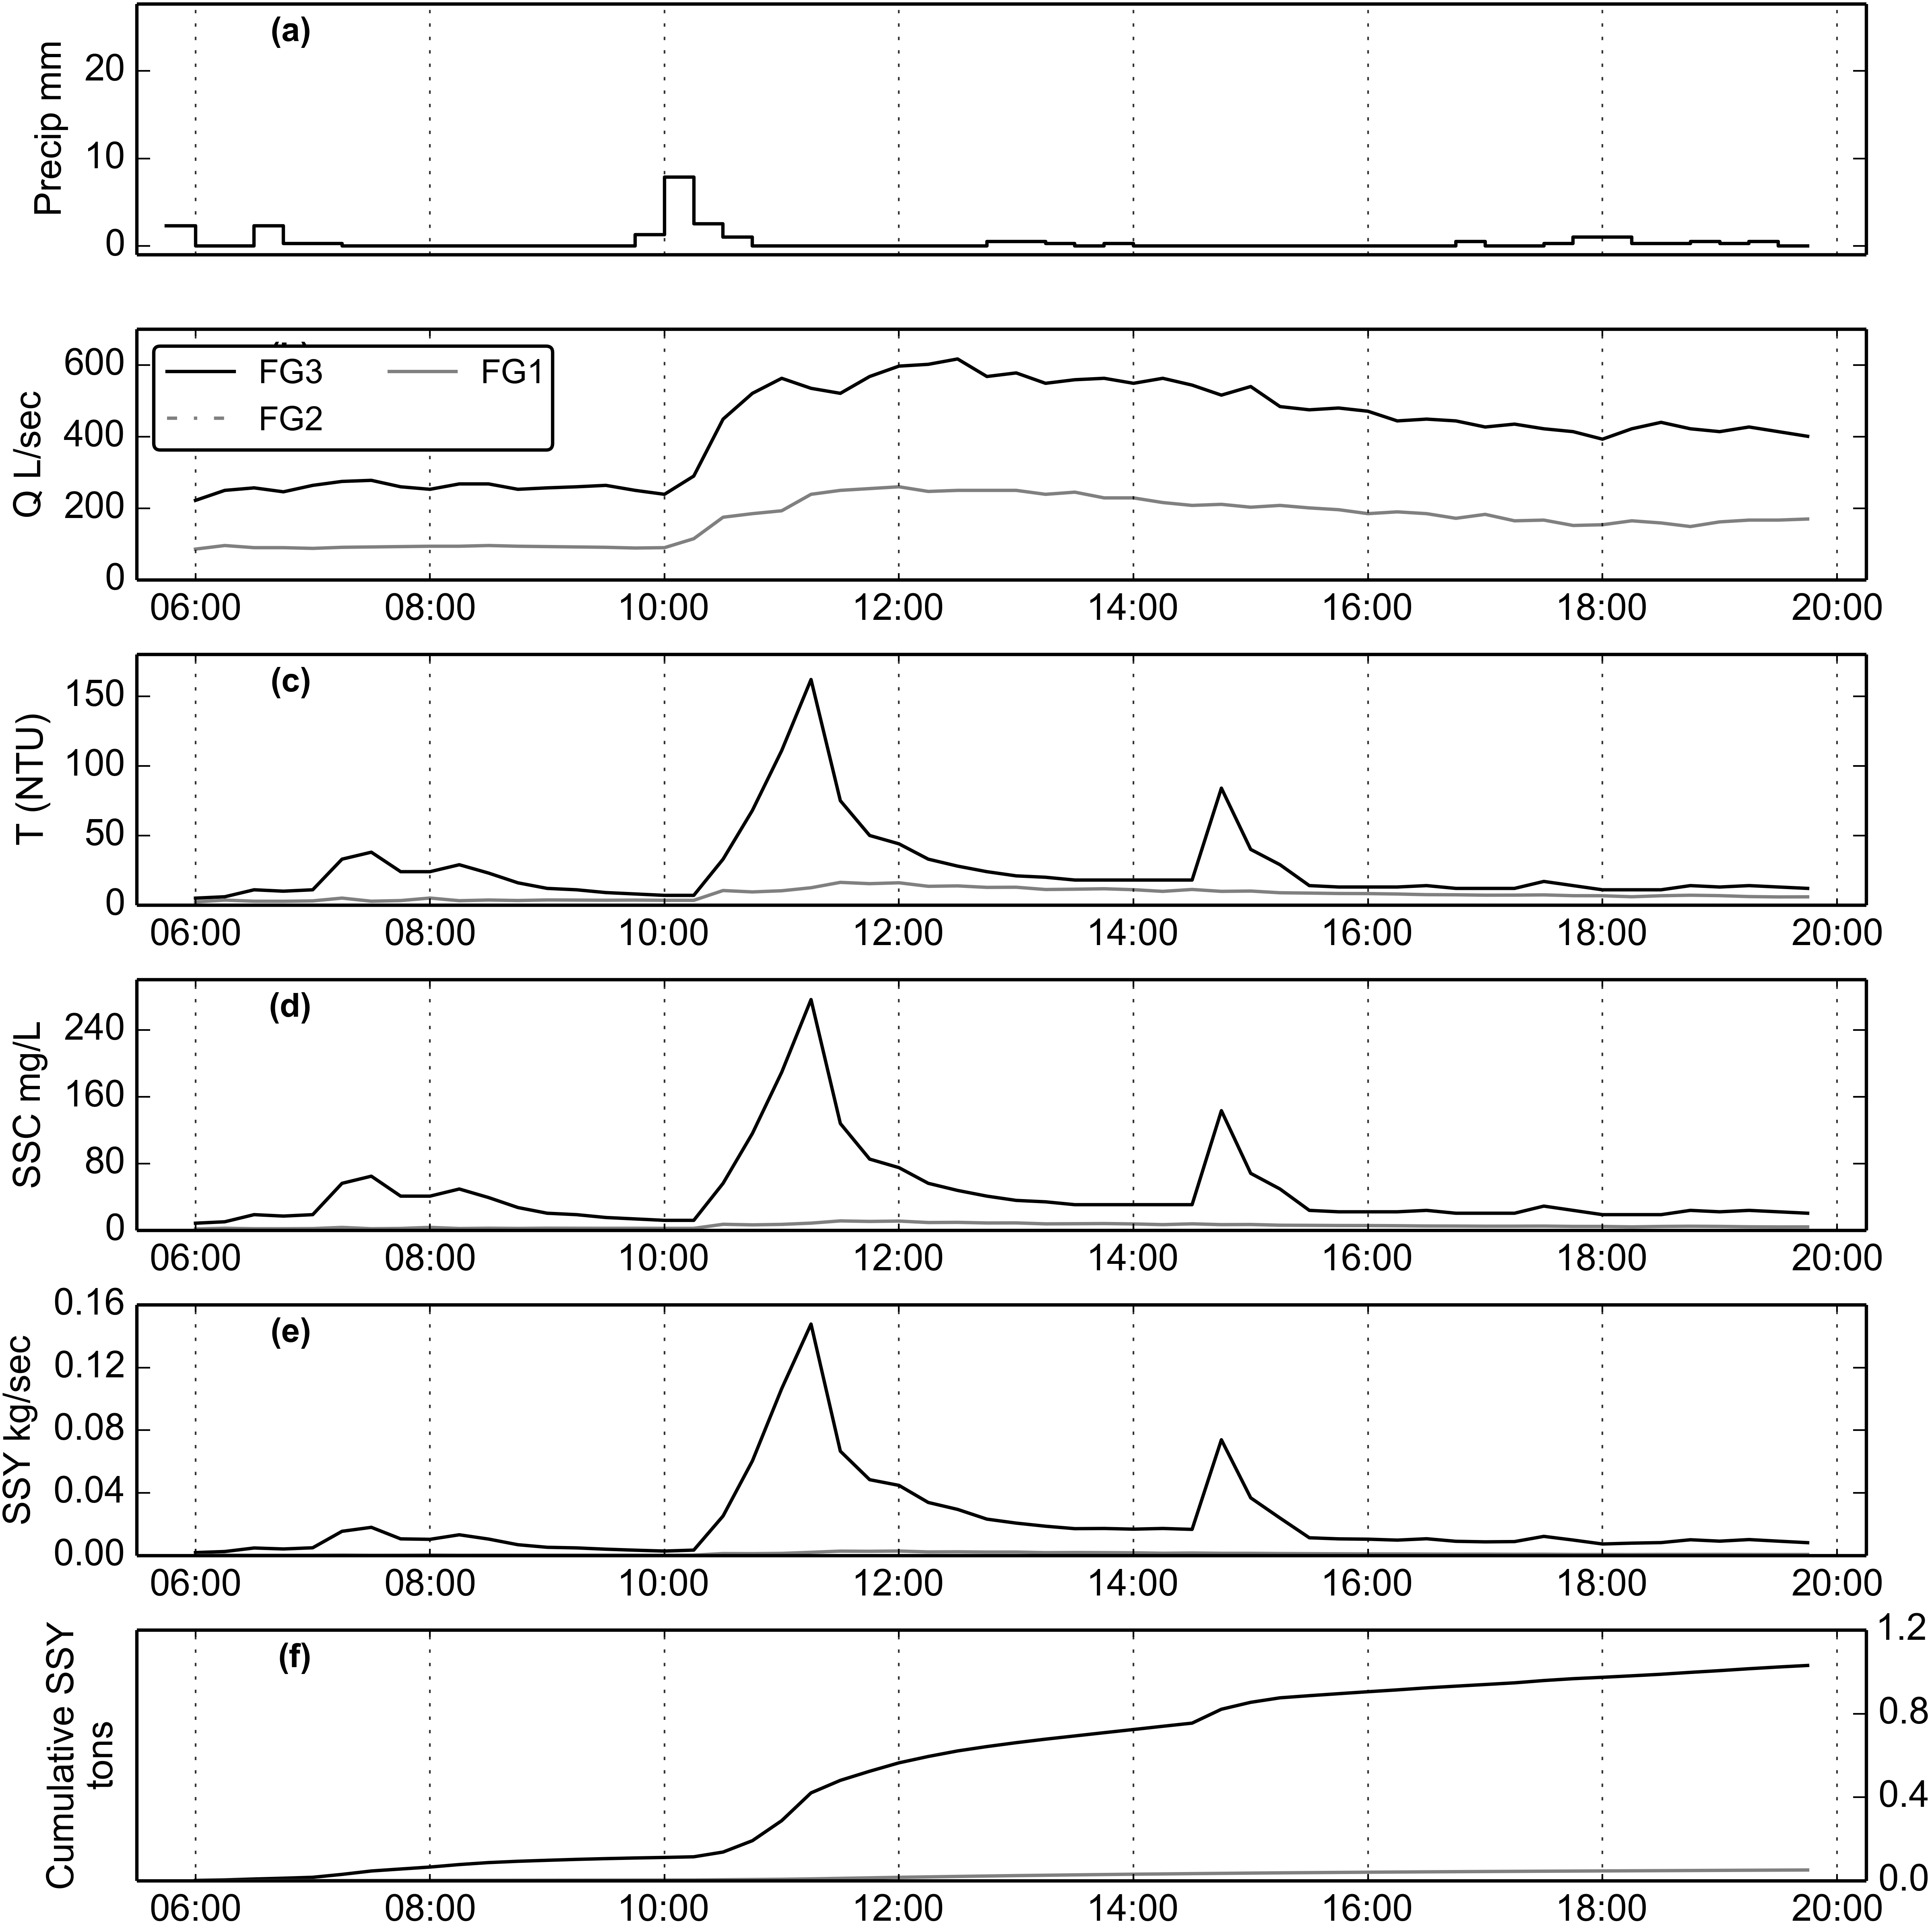 (a)
Precip mm
20
10
0
FG3 FG1
FG2
Q L/sec
600
400
200
0
06:00 08:00 10:00 12:00 14:00 16:00 18:00 20:00
(c)
T (NTU)
150
100
50
0
06:00 08:00 10:00 12:00 14:00 16:00 18:00 20:00
(d)
SSC mg/L
240
160
80
0
06:00 08:00 10:00 12:00 14:00 16:00 18:00 20:00
(e)
SSY kg/sec
0.16
0.12
0.08
0.04
0.00
06:00 08:00 10:00 12:00 14:00 16:00 18:00 20:00
(f)
Cumulative SSY
tons
1.2
0.8
0.4
0.0
06:00 08:00 10:00 12:00 14:00 16:00 18:00 20:00